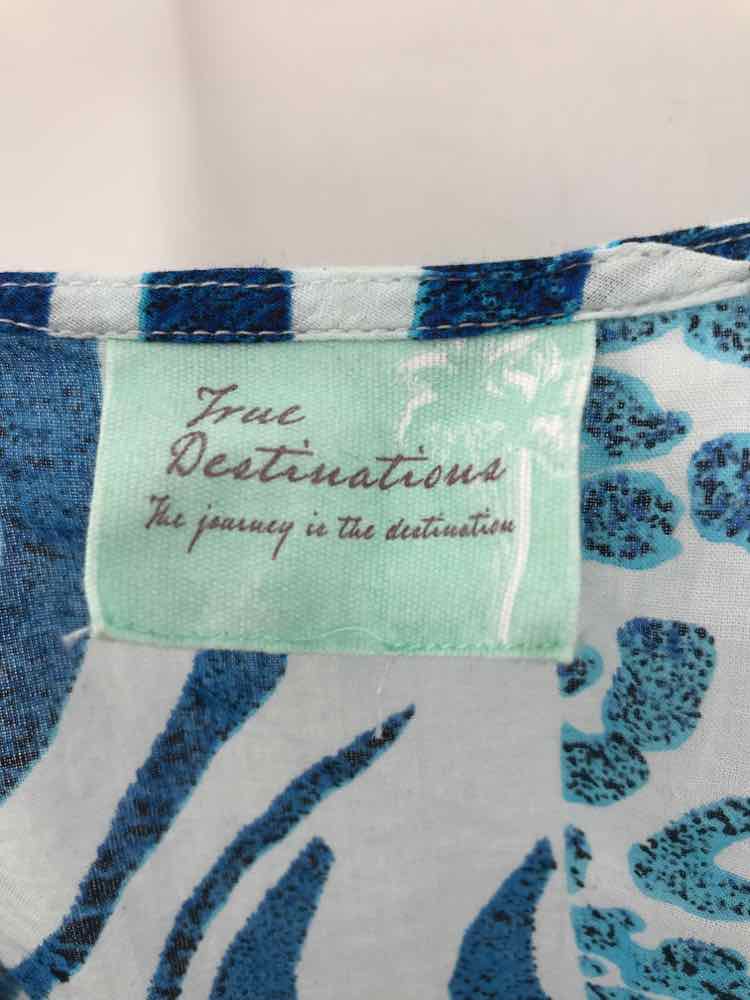 True
Destinations
The journey is the destination